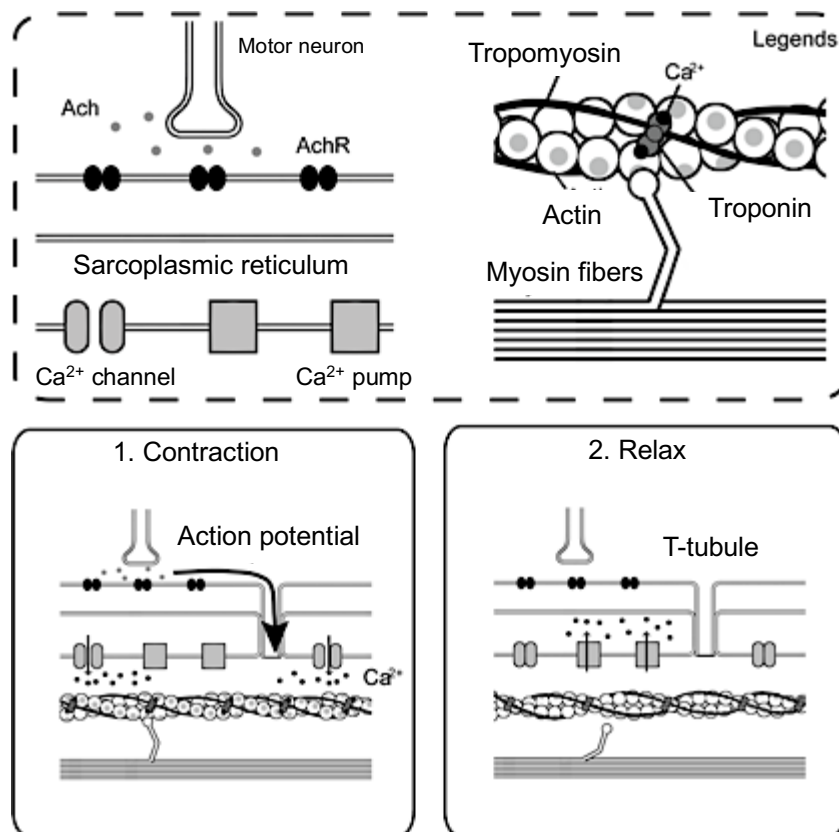 Motor neuron
Legends
Tropomyosin
Ca²⁺
Ach
AchR
Actin
Troponin
Sarcoplasmic reticulum
Myosin fibers
Ca²⁺ channel
Ca²⁺ pump
1. Contraction
2. Relax
Action potential
T-tubule
Ca²⁺